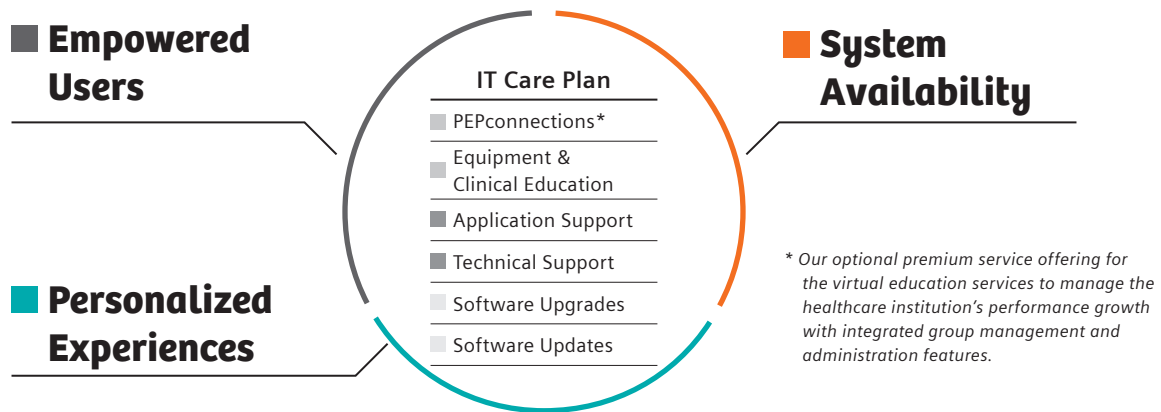 Empowered
Users
System
Availability
IT Care Plan
PEPconnections*
Equipment &
Clinical Education
Application Support
Technical Support
Software Upgrades
Software Updates
Personalized
Experiences
* Our optional premium service offering for
the virtual education services to manage the
healthcare institution’s performance growth
with integrated group management and
administration features.